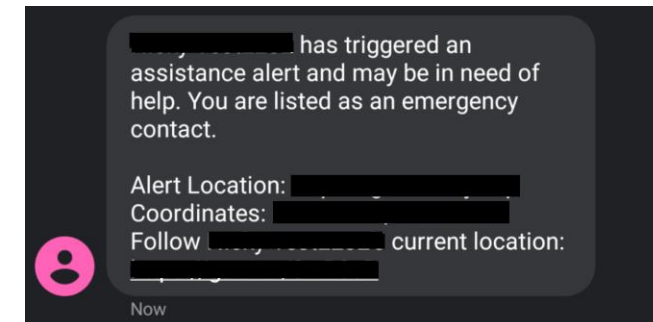 has triggered an
assistance alert and may be in need of
help. You are listed as an emergency
contact.
Alert Location:
Coordinates:
Follow current location:
Now